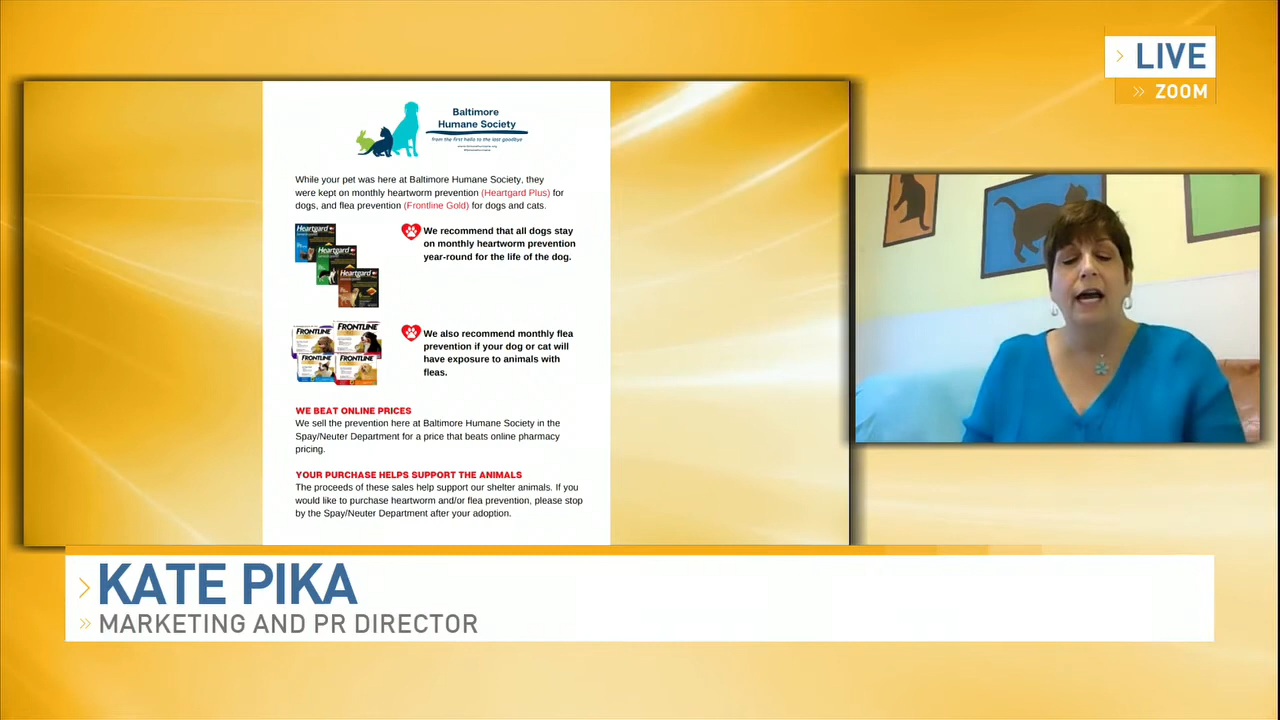 LIVE
ZOOM
Baltimore
Humane Society
from the first hello to the last goodbye
While your pet was here at Baltimore Humane Society, they
were kept on monthly heartworm prevention (Heartgard Plus) for
dogs, and flea prevention (Frontline Gold) for dogs and cats.
Heartgard
Heartgard
Heartgard
We recommend that all dogs stay
on monthly heartworm prevention
year-round for the life of the dog.
FRONTLINE
FRONTLINE
FRONTLINE
FRONTLINE
We also recommend monthly flea
prevention if your dog or cat will
have exposure to animals with
fleas.
WE BEAT ONLINE PRICES
We sell the prevention here at Baltimore Humane Society in the
Spay/Neuter Department for a price that beats online pharmacy
pricing.
YOUR PURCHASE HELPS SUPPORT THE ANIMALS
The proceeds of these sales help support our shelter animals. If you
would like to purchase heartworm and/or flea prevention, please stop
by the Spay/Neuter Department after your adoption.
KATE PIKA
MARKETING AND PR DIRECTOR